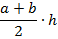 (a + b)/2 · h